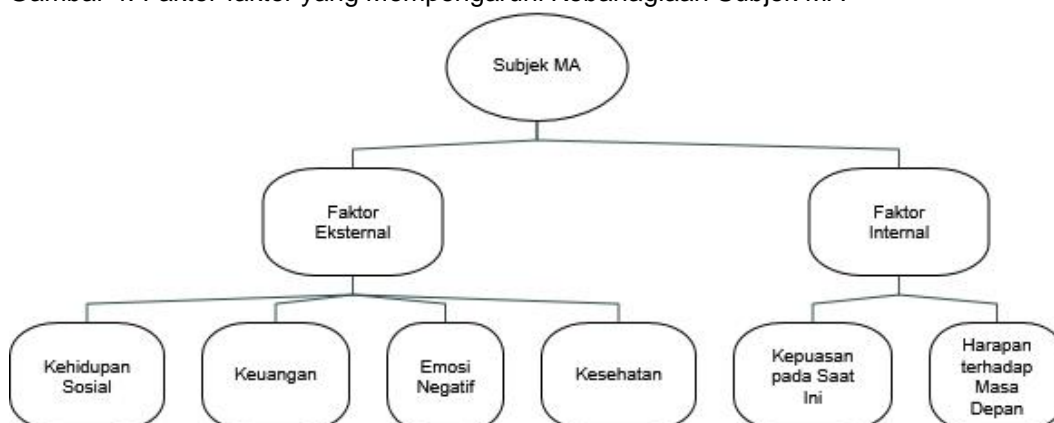 Gambar 4. Faktor-faktor yang Mempengaruhi Kebahagiaan Subjek MA
Subjek MA
Faktor
Eksternal
Faktor
Internal
Kehidupan
Sosial
Keuangan
Emosi
Negatif
Kesehatan
Kepuasan
pada Saat
Ini
Harapan
terhadap
Masa
Depan